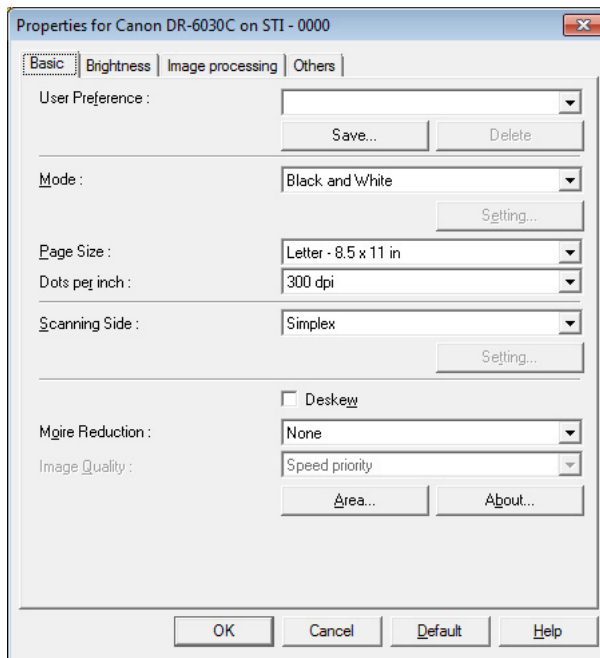 Properties for Canon DR-6030C on STI - 0000
Basic Brightness Image processing Others
User Preference :
Save... Delete
Mode : Black and White
Setting...
Page Size : Letter - 8.5 x 11 in
Dots per inch : 300 dpi
Scanning Side : Simplex
Setting...
Deskew
Moire Reduction : None
Image Quality : Speed priority
Area... About...
OK Cancel Default Help